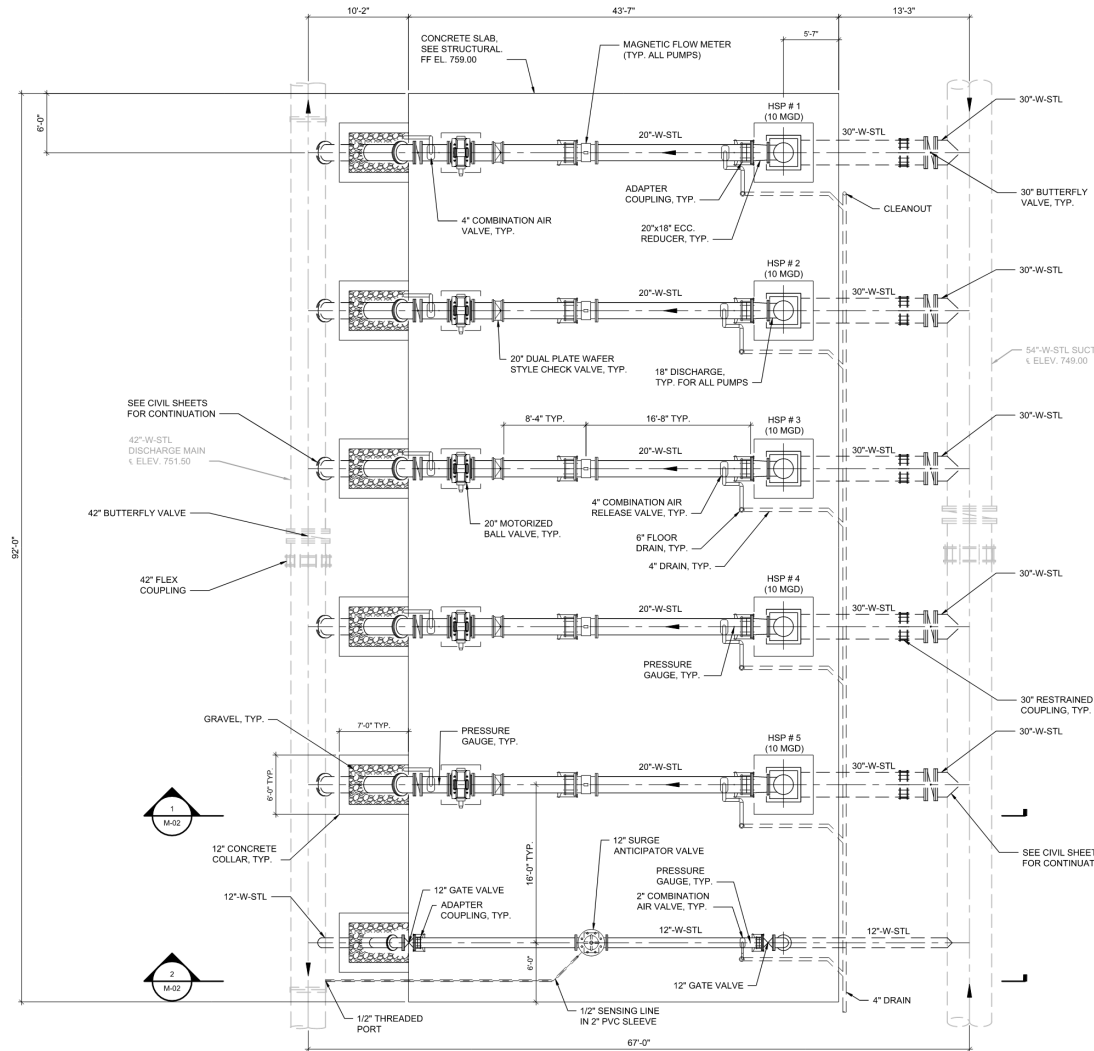 10'-2"
43'-7"
13'-3"
5'-7"
CONCRETE SLAB,
SEE STRUCTURAL.
FF EL. 759.00
MAGNETIC FLOW METER
(TYP. ALL PUMPS)
6'-0"
HSP # 1
(10 MGD)
30"-W-STL
20"-W-STL
30"-W-STL
ADAPTER
COUPLING, TYP.
30" BUTTERFLY
VALVE, TYP.
CLEANOUT
4" COMBINATION AIR
VALVE, TYP.
20"x18" ECC.
REDUCER, TYP.
HSP # 2
(10 MGD)
30"-W-STL
20"-W-STL
30"-W-STL
20" DUAL PLATE WAFER
STYLE CHECK VALVE, TYP.
18" DISCHARGE,
TYP. FOR ALL PUMPS
54"-W-STL SUCT
℄ ELEV. 749.00
SEE CIVIL SHEETS
FOR CONTINUATION
8'-4" TYP.
16'-8" TYP.
HSP # 3
(10 MGD)
30"-W-STL
42"-W-STL
DISCHARGE MAIN
℄ ELEV. 751.50
20"-W-STL
30"-W-STL
42" BUTTERFLY VALVE
20" MOTORIZED
BALL VALVE, TYP.
4" COMBINATION AIR
RELEASE VALVE, TYP.
6" FLOOR
DRAIN, TYP.
4" DRAIN, TYP.
92'-0"
42" FLEX
COUPLING
HSP # 4
(10 MGD)
30"-W-STL
20"-W-STL
30"-W-STL
PRESSURE
GAUGE, TYP.
30" RESTRAINED
COUPLING, TYP.
GRAVEL, TYP.
7'-0" TYP.
PRESSURE
GAUGE, TYP.
HSP # 5
(10 MGD)
30"-W-STL
20"-W-STL
30"-W-STL
6'-0" TYP.
1
M-02
12" CONCRETE
COLLAR, TYP.
16'-0" TYP.
12" SURGE
ANTICIPATOR VALVE
SEE CIVIL SHEET
FOR CONTINUAT
PRESSURE
GAUGE, TYP.
12"-W-STL
12" GATE VALVE
ADAPTER
COUPLING, TYP.
2" COMBINATION
AIR VALVE, TYP.
12"-W-STL
12"-W-STL
6'-0"
2
M-02
12" GATE VALVE
1/2" THREADED
PORT
1/2" SENSING LINE
IN 2" PVC SLEEVE
4" DRAIN
67'-0"